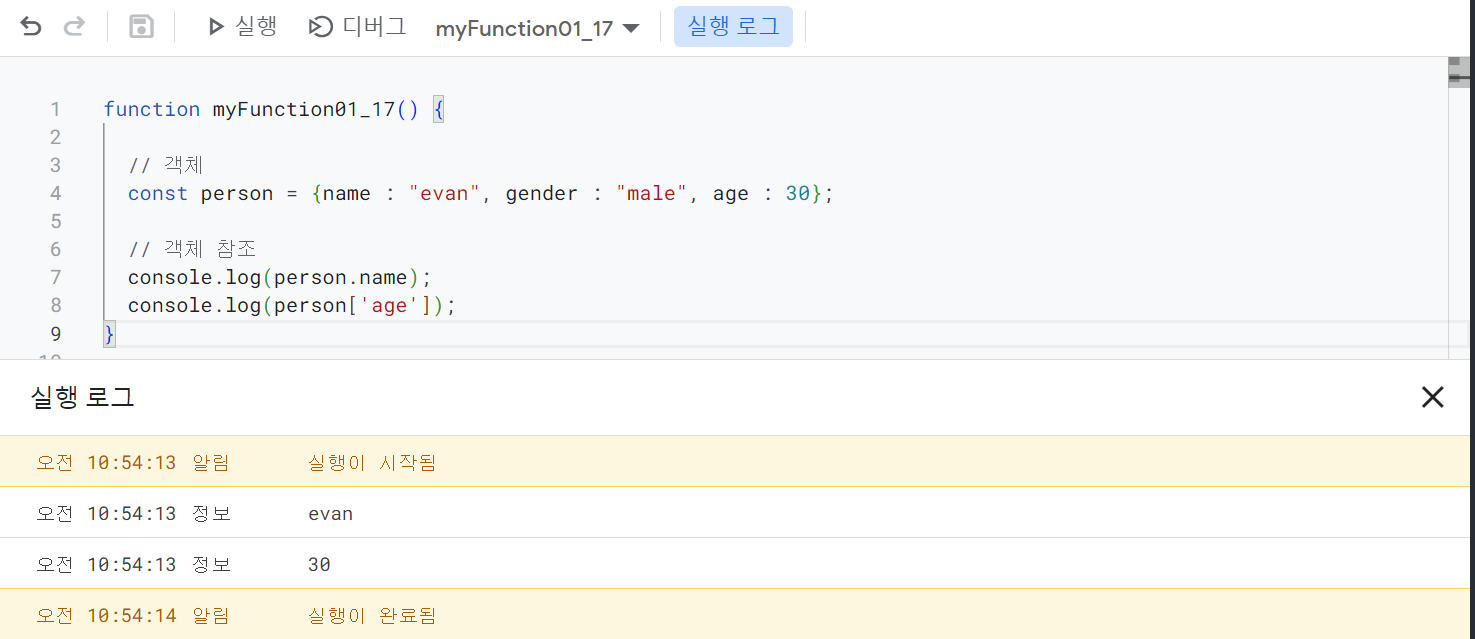 실행 디버그 myFunction01_17 실행 로그
1 function myFunction01_17() {
2
3 // 객체
4 const person = {name : "evan", gender : "male", age : 30};
5
6 // 객체 참조
7 console.log(person.name);
8 console.log(person['age']);
9 }
10
실행 로그
오전 10:54:13 알림 실행이 시작됨
오전 10:54:13 정보 evan
오전 10:54:13 정보 30
오전 10:54:14 알림 실행이 완료됨